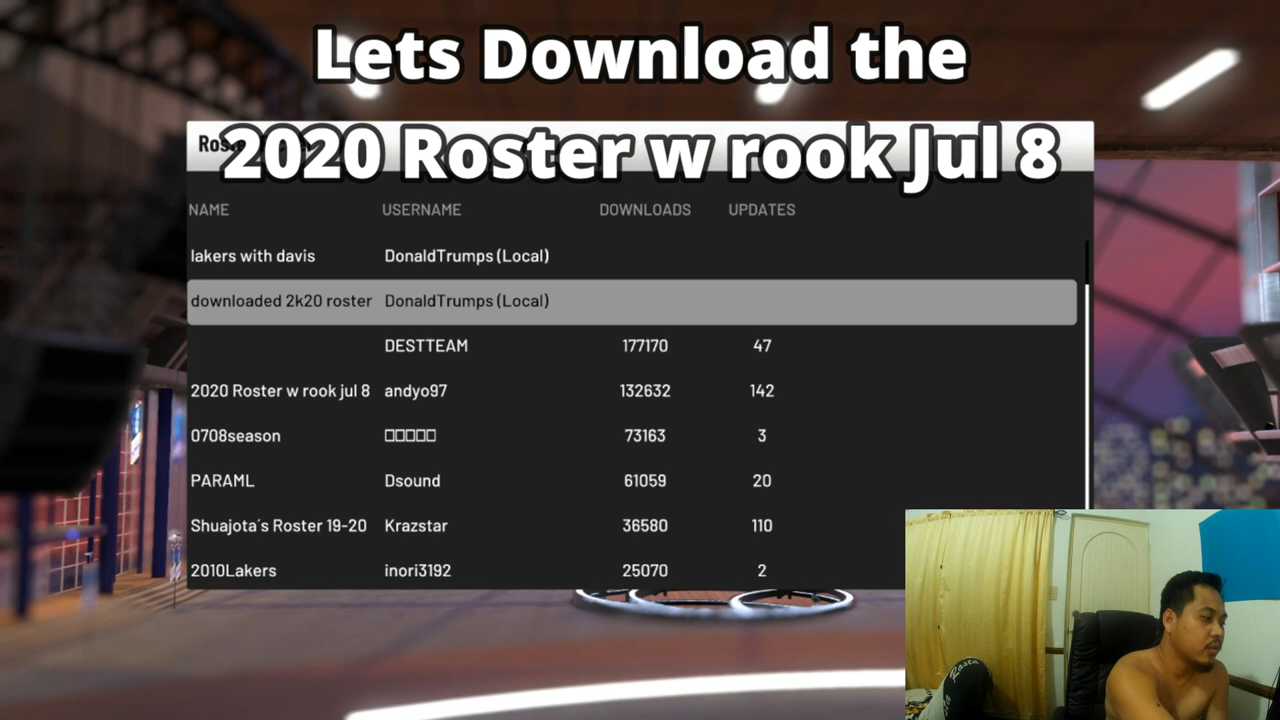 Lets Download the
2020 Roster w rook Jul 8
NAME USERNAME DOWNLOADS UPDATES
lakers with davis DonaldTrumps (Local)
downloaded 2k20 roster DonaldTrumps (Local)
DESTTEAM 177170 47
2020 Roster w rook jul 8 andyo97 132632 142
0708season □□□□□ 73163 3
PARAML Dsound 61059 20
Shuajota´s Roster 19-20 Krazstar 36580 110
2010Lakers inori3192 25070 2